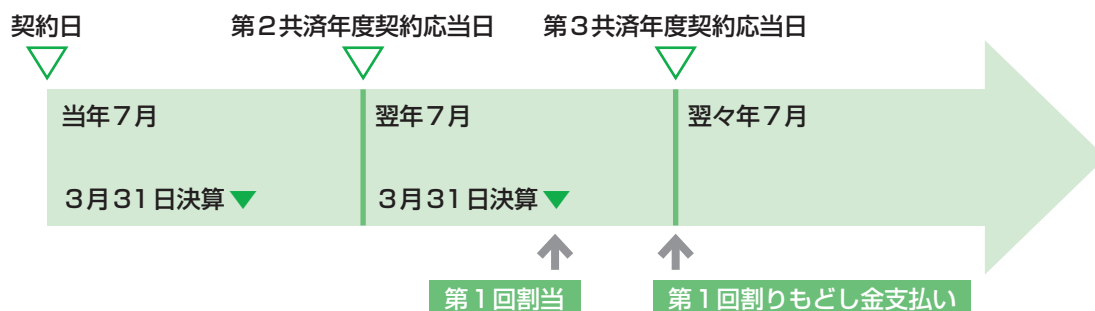 契約日
第２共済年度契約応当日
第３共済年度契約応当日
当年７月
翌年７月
翌々年７月
３月３１日決算
３月３１日決算
第１回割当
第１回割りもどし金支払い